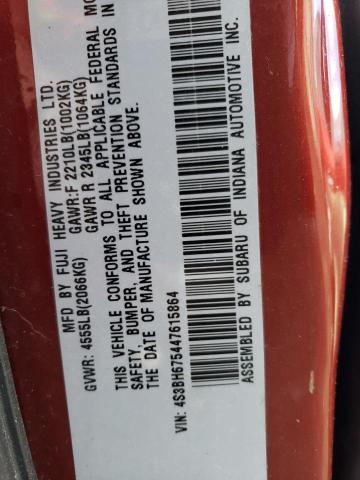 MFD BY FUJI HEAVY INDUSTRIES LTD.
GAWR:F 2210LB(1002KG)
GVWR: 4555LB(2066KG) GAWR R 2345LB(1064KG)
THIS VEHICLE CONFORMS TO ALL APPLICABLE FEDERAL MO
SAFETY, BUMPER, AND THEFT PREVENTION STANDARDS IN
THE DATE OF MANUFACTURE SHOWN ABOVE.
VIN: 4S3BH675447615864
ASSEMBLED BY SUBARU OF INDIANA AUTOMOTIVE INC.